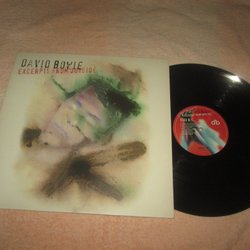 DAVID BOWIE
EXCERPTS FROM OUTSIDE